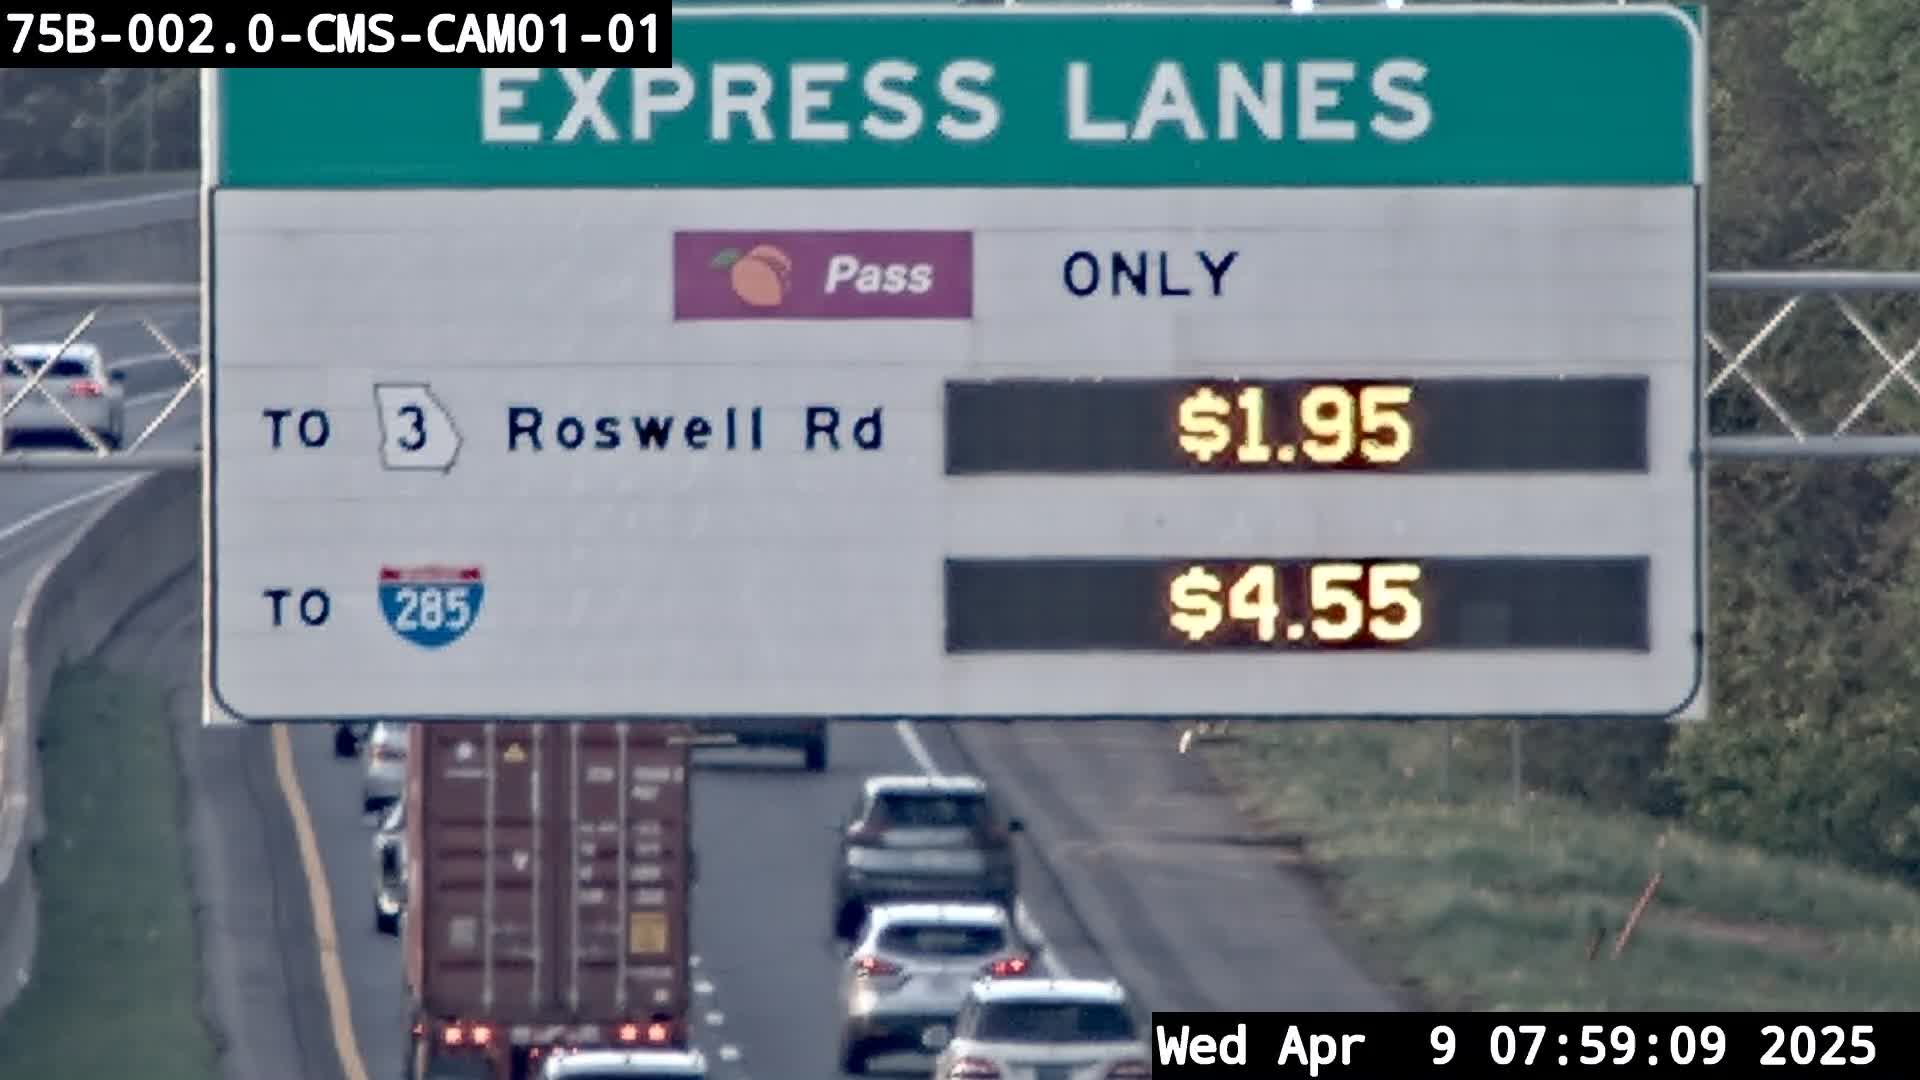 75B-002.0-CMS-CAM01-01
EXPRESS LANES
Pass ONLY
TO 3 Roswell Rd $1.95
TO 285 $4.55
Wed Apr 9 07:59:09 2025